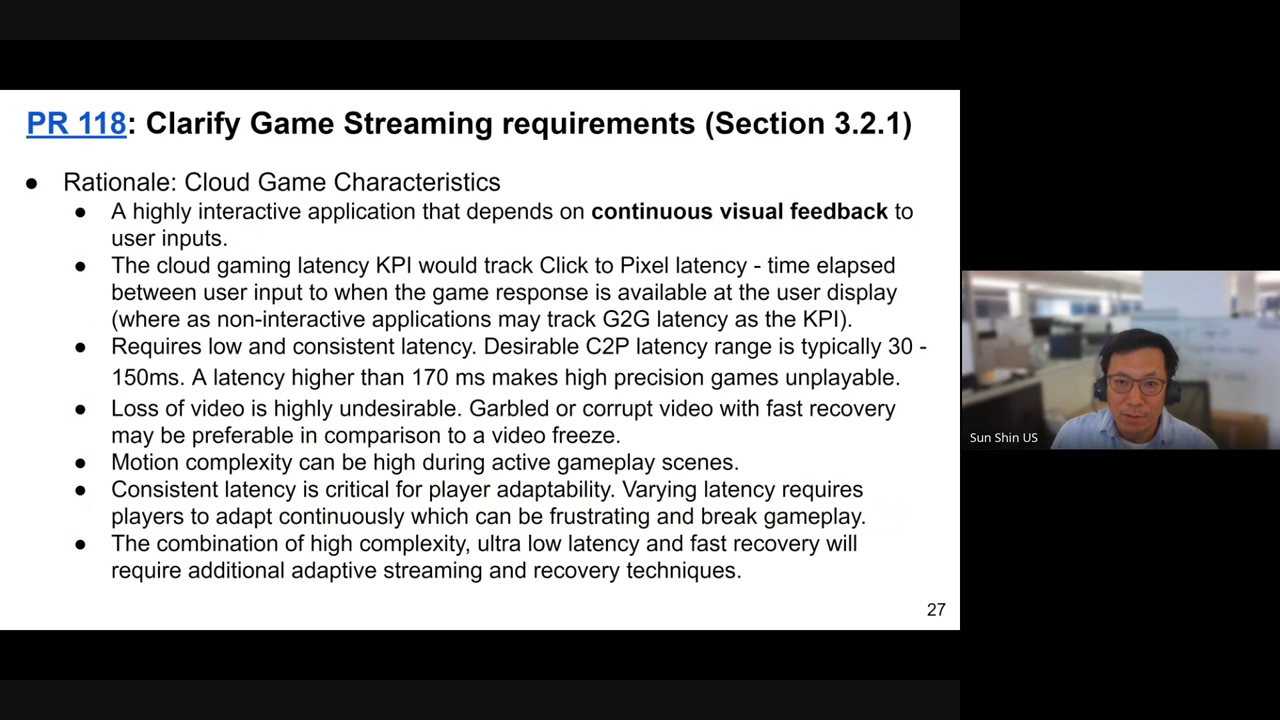 PR 118: Clarify Game Streaming requirements (Section 3.2.1)
● Rationale: Cloud Game Characteristics
● A highly interactive application that depends on continuous visual feedback to
user inputs.
● The cloud gaming latency KPI would track Click to Pixel latency - time elapsed
between user input to when the game response is available at the user display
(where as non-interactive applications may track G2G latency as the KPI).
● Requires low and consistent latency. Desirable C2P latency range is typically 30 -
150ms. A latency higher than 170 ms makes high precision games unplayable.
● Loss of video is highly undesirable. Garbled or corrupt video with fast recovery
may be preferable in comparison to a video freeze.
● Motion complexity can be high during active gameplay scenes.
● Consistent latency is critical for player adaptability. Varying latency requires
players to adapt continuously which can be frustrating and break gameplay.
● The combination of high complexity, ultra low latency and fast recovery will
require additional adaptive streaming and recovery techniques.
27
Sun Shin US